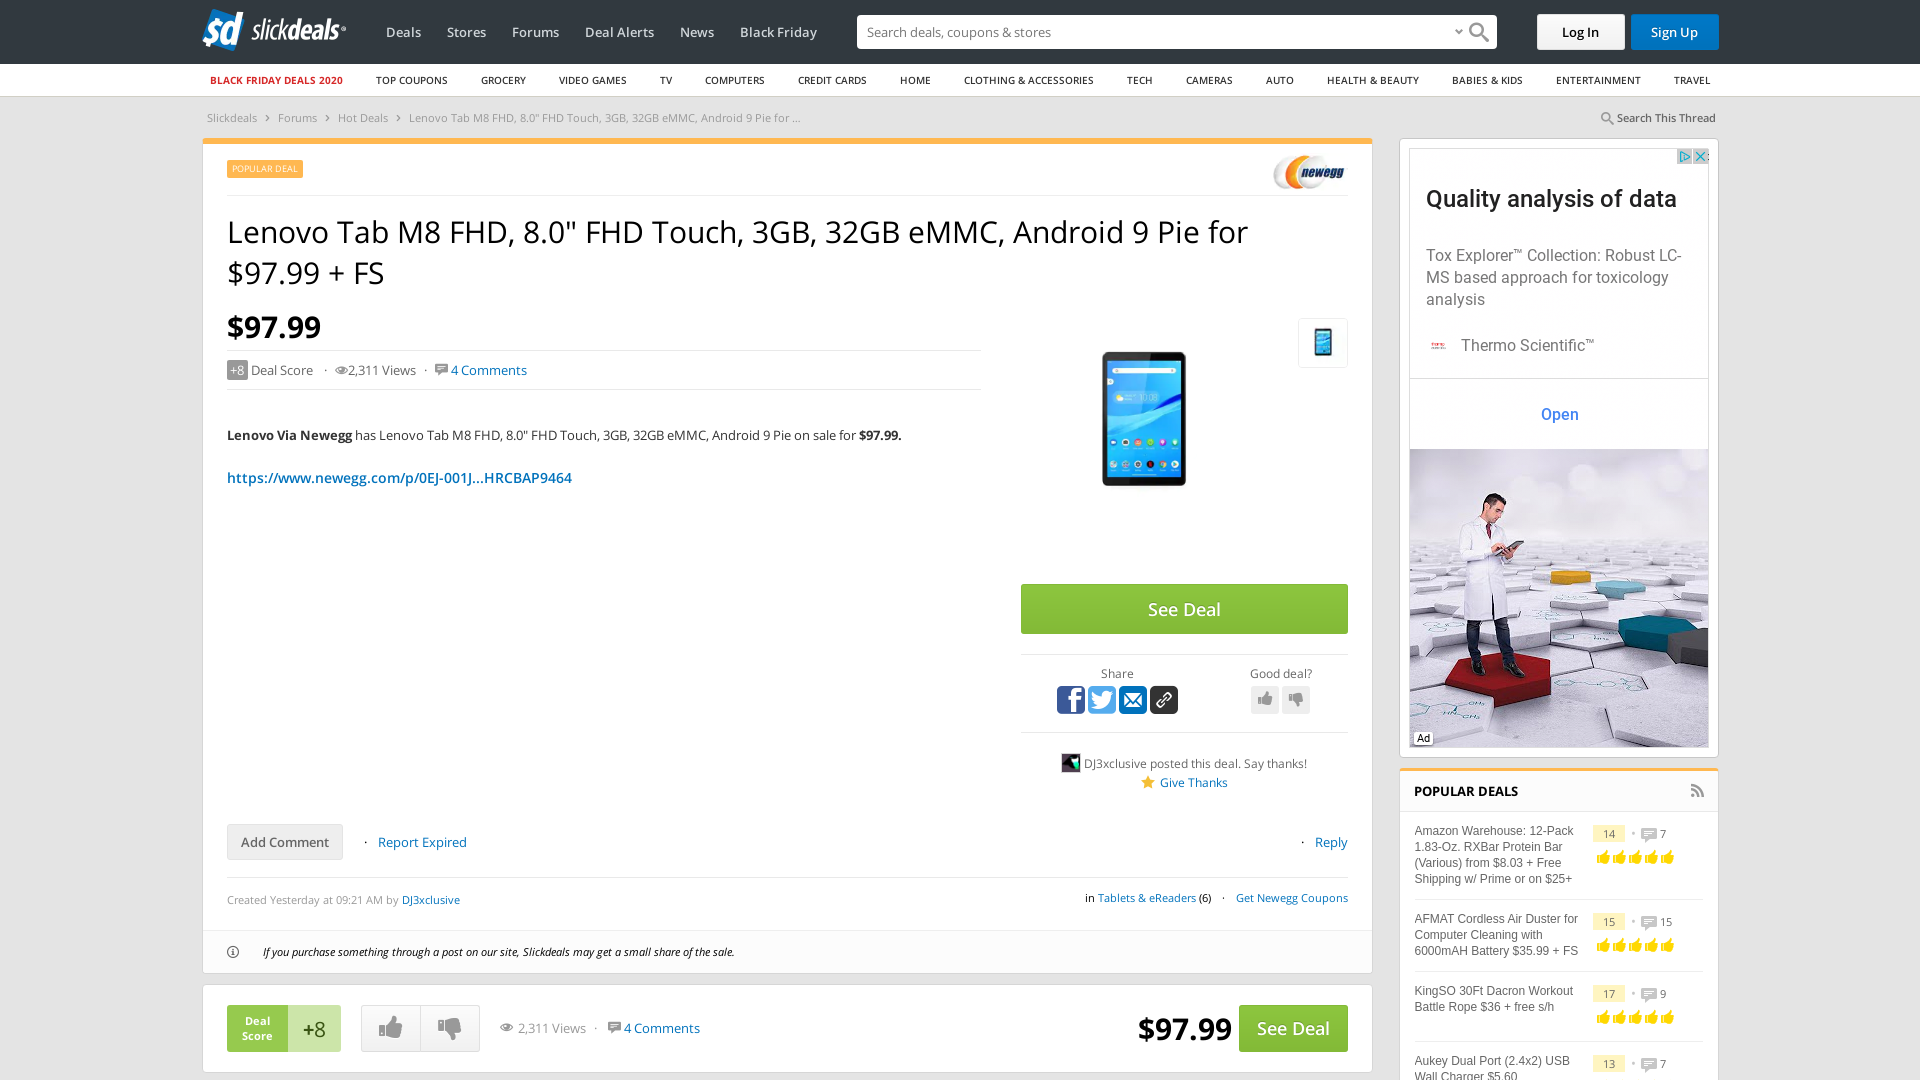 sd slickdeals
Deals
Stores
Forums
Deal Alerts
News
Black Friday
Search deals, coupons & stores
Log In
Sign Up
BLACK FRIDAY DEALS 2020
TOP COUPONS
GROCERY
VIDEO GAMES
TV
COMPUTERS
CREDIT CARDS
HOME
CLOTHING & ACCESSORIES
TECH
CAMERAS
AUTO
HEALTH & BEAUTY
BABIES & KIDS
ENTERTAINMENT
TRAVEL
Slickdeals > Forums > Hot Deals > Lenovo Tab M8 FHD, 8.0" FHD Touch, 3GB, 32GB eMMC, Android 9 Pie for ...
Search This Thread
POPULAR DEAL
newegg
Lenovo Tab M8 FHD, 8.0" FHD Touch, 3GB, 32GB eMMC, Android 9 Pie for
$97.99 + FS
$97.99
+8 Deal Score · 2,311 Views · 4 Comments
Lenovo Via Newegg has Lenovo Tab M8 FHD, 8.0" FHD Touch, 3GB, 32GB eMMC, Android 9 Pie on sale for $97.99.
https://www.newegg.com/p/0EJ-001J...HRCBAP9464
See Deal
Share
Good deal?
DJ3xclusive posted this deal. Say thanks!
Give Thanks
Add Comment · Report Expired
· Reply
Created Yesterday at 09:21 AM by DJ3xclusive
in Tablets & eReaders (6) · Get Newegg Coupons
If you purchase something through a post on our site, Slickdeals may get a small share of the sale.
Deal
Score
+8
2,311 Views · 4 Comments
$97.99
See Deal
Quality analysis of data
Tox Explorer™ Collection: Robust LC-
MS based approach for toxicology
analysis
Thermo Scientific™
Open
Ad
POPULAR DEALS
Amazon Warehouse: 12-Pack
1.83-Oz. RXBar Protein Bar
(Various) from $8.03 + Free
Shipping w/ Prime or on $25+
14 · 7
AFMAT Cordless Air Duster for
Computer Cleaning with
6000mAH Battery $35.99 + FS
15 · 15
KingSO 30Ft Dacron Workout
Battle Rope $36 + free s/h
17 · 9
Aukey Dual Port (2.4x2) USB
Wall Charger $5.60
13 · 7